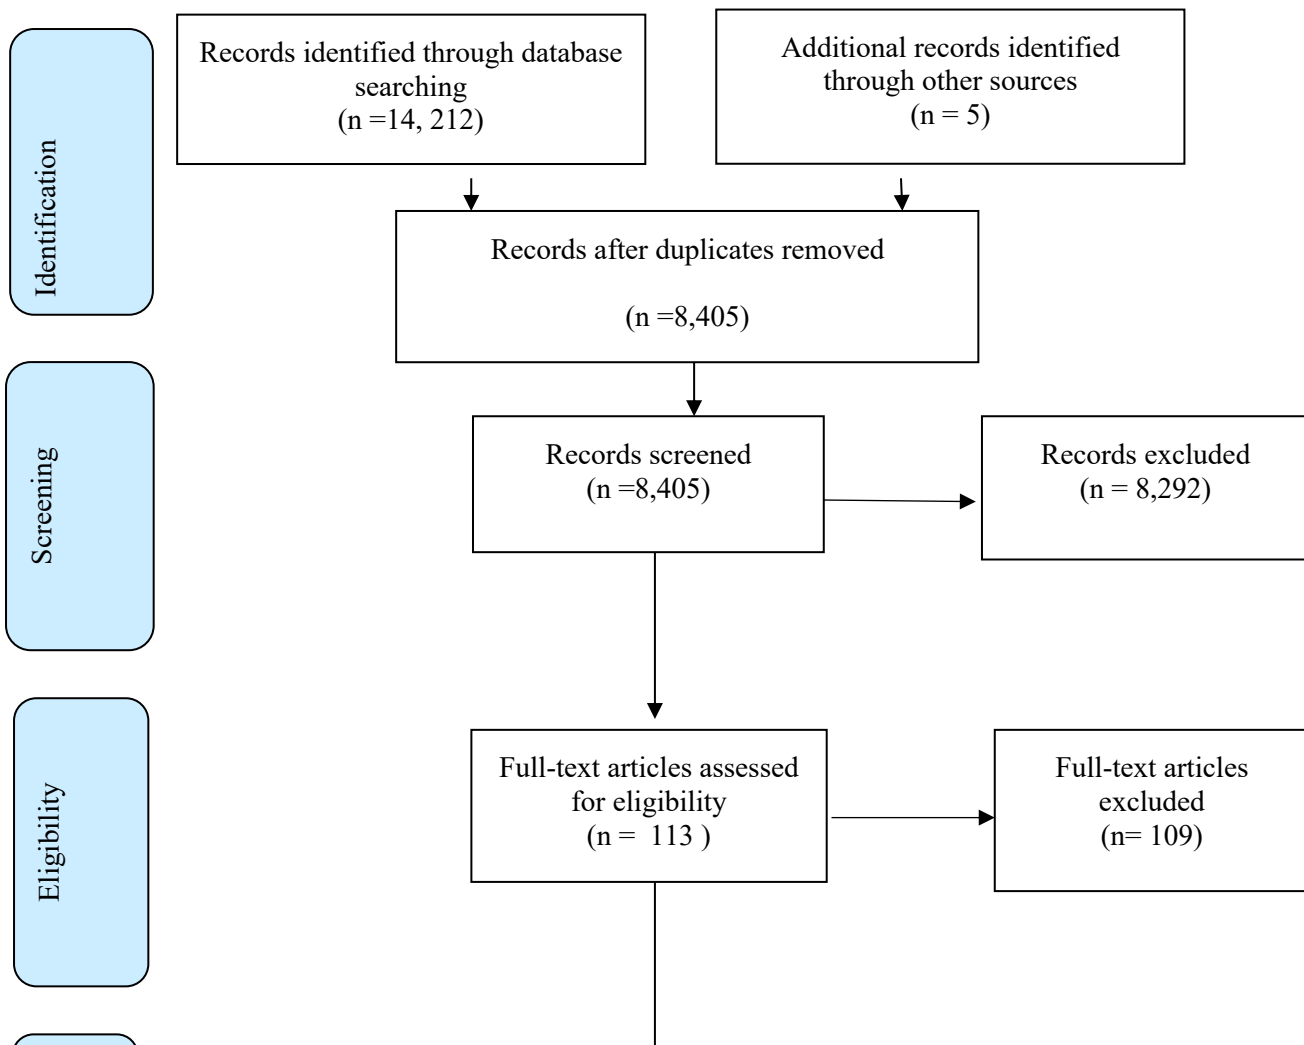 Identification
Records identified through database
searching
(n =14, 212)
Additional records identified
through other sources
(n = 5)
Records after duplicates removed
(n =8,405)
Screening
Records screened
(n =8,405)
Records excluded
(n = 8,292)
Eligibility
Full-text articles assessed
for eligibility
(n =  113 )
Full-text articles
excluded
(n= 109)